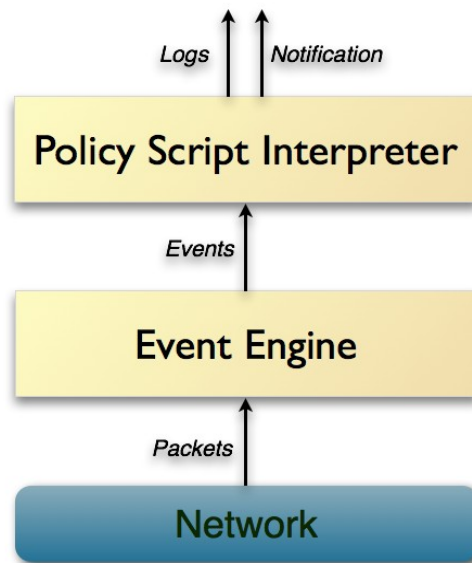 Logs Notification
Policy Script Interpreter
Events
Event Engine
Packets
Network